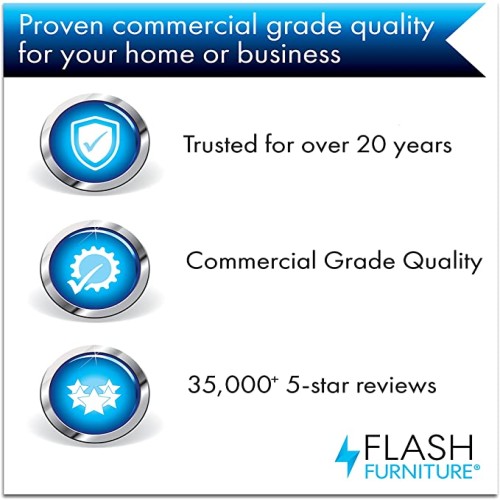 Proven commercial grade quality
for your home or business
Trusted for over 20 years
Commercial Grade Quality
35,000⁺ 5-star reviews
FLASH
FURNITURE®